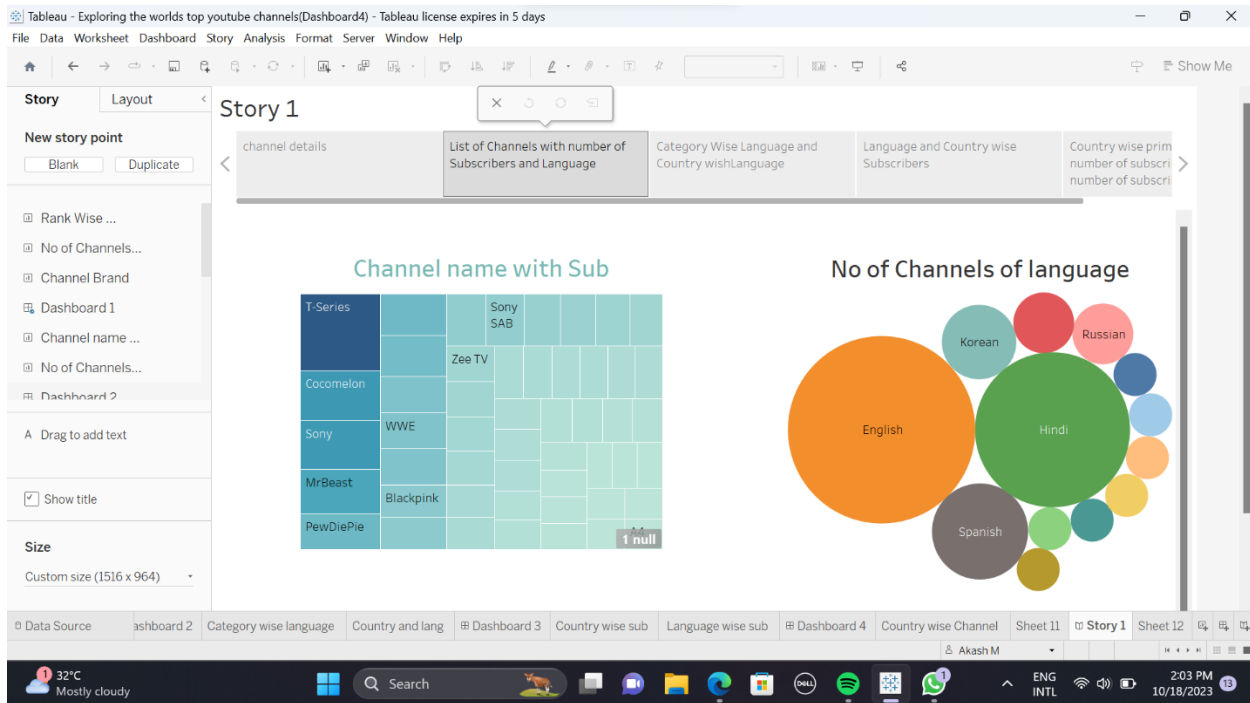 Tableau - Exploring the worlds top youtube channels(Dashboard4) - Tableau license expires in 5 days
File Data Worksheet Dashboard Story Analysis Format Server Window Help
Show Me
Story Layout
New story point
Blank Duplicate
Rank Wise ...
No of Channels...
Channel Brand
Dashboard 1
Channel name ...
No of Channels...
Dashboard 2
A Drag to add text
Show title
Size
Custom size (1516 x 964)
Story 1
channel details
List of Channels with number of
Subscribers and Language
Category Wise Language and
Country wishLanguage
Language and Country wise
Subscribers
Country wise prim
number of subscri
number of subscri
Channel name with Sub
T-Series
Sony
SAB
Zee TV
Cocomelon
WWE
Sony
MrBeast
Blackpink
PewDiePie
1 null
No of Channels of language
Korean
Russian
English
Hindi
Spanish
Data Source ashboard 2 Category wise language Country and lang Dashboard 3 Country wise sub Language wise sub Dashboard 4 Country wise Channel Sheet 11 Story 1 Sheet 12
Akash M
1
32°C
Mostly cloudy
Search
DELL
1
ENG
INTL
2:03 PM
10/18/2023
13